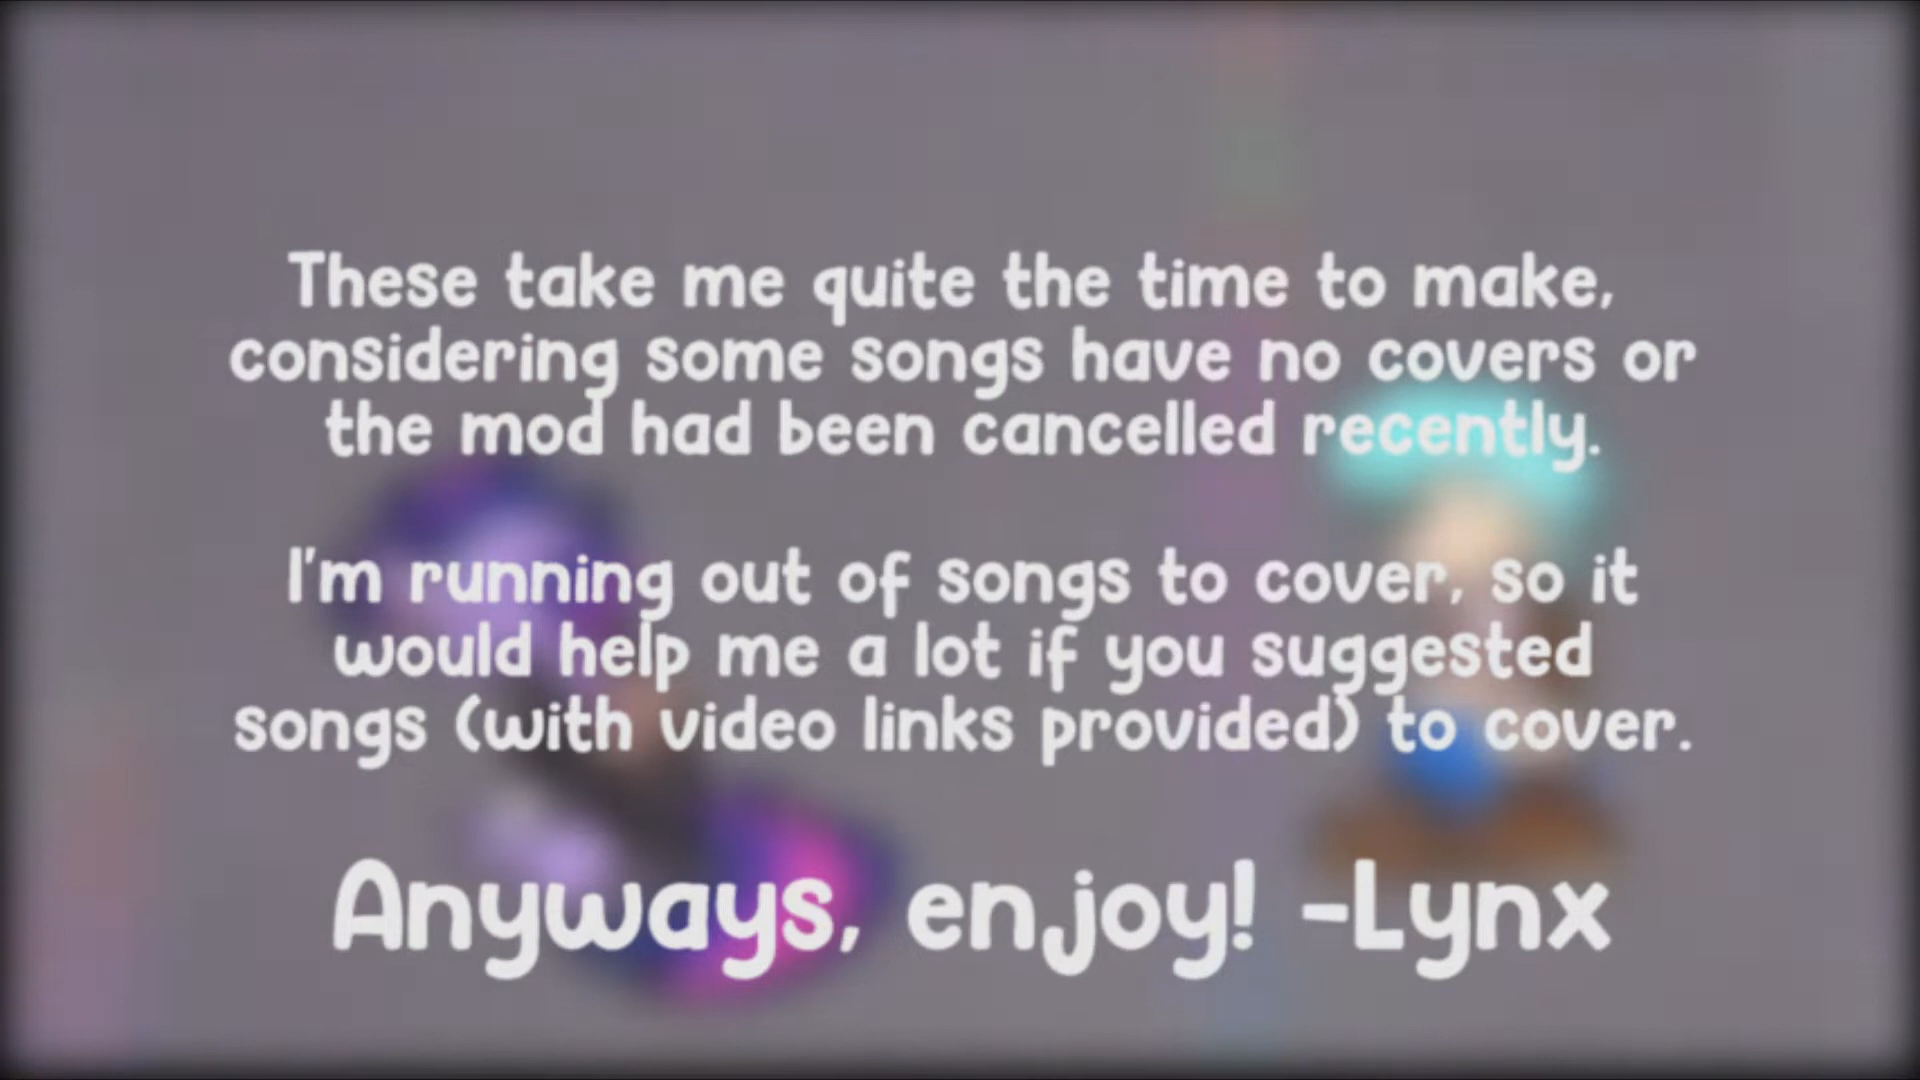 These take me quite the time to make,
considering some songs have no covers or
the mod had been cancelled recently.
I'm running out of songs to cover, so it
would help me a lot if you suggested
songs (with video links provided) to cover.
Anyways, enjoy! -Lynx